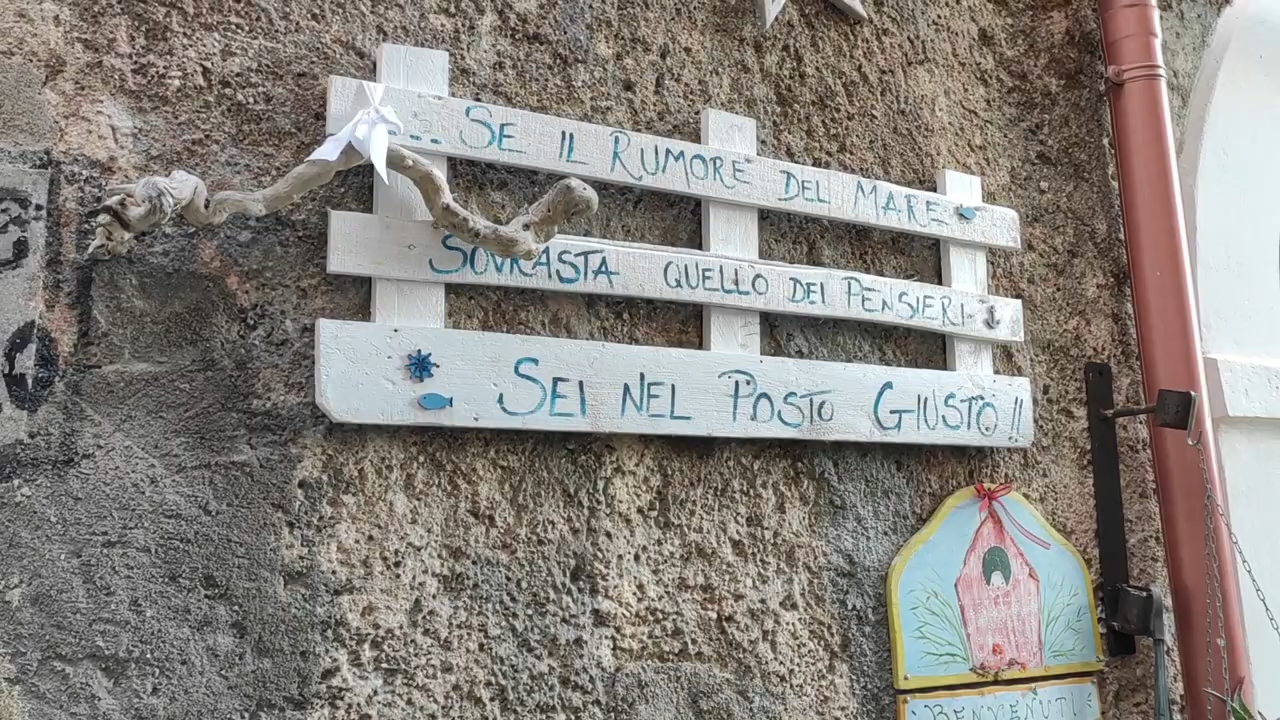 ... SE IL RUMORE DEL MARE
SOVRASTA QUELLO DEI PENSIERI
SEI NEL POSTO GIUSTO !!
BENVENUTI